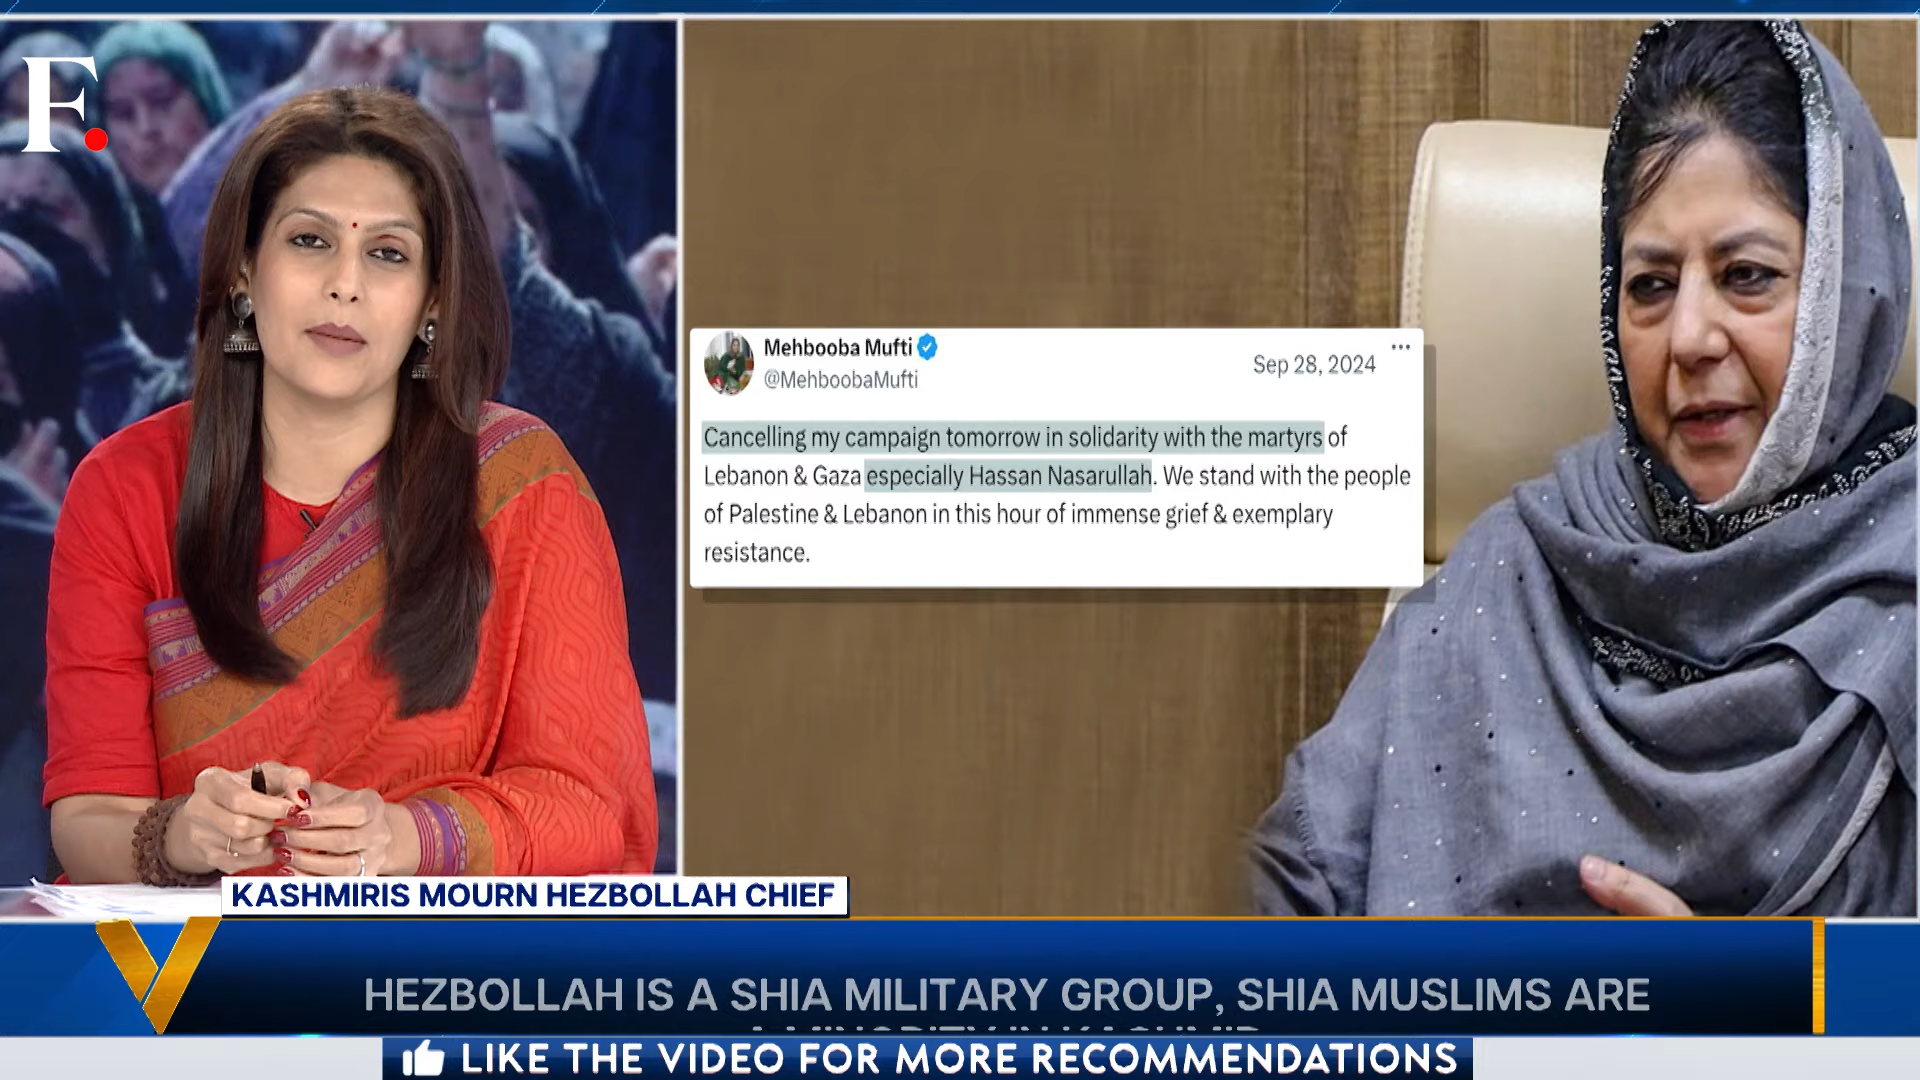 F.
Mehbooba Mufti
@MehboobaMufti
Sep 28, 2024
Cancelling my campaign tomorrow in solidarity with the martyrs of
Lebanon & Gaza especially Hassan Nasarullah. We stand with the people
of Palestine & Lebanon in this hour of immense grief & exemplary
resistance.
KASHMIRIS MOURN HEZBOLLAH CHIEF
V
HEZBOLLAH IS A SHIA MILITARY GROUP, SHIA MUSLIMS ARE
LIKE THE VIDEO FOR MORE RECOMMENDATIONS